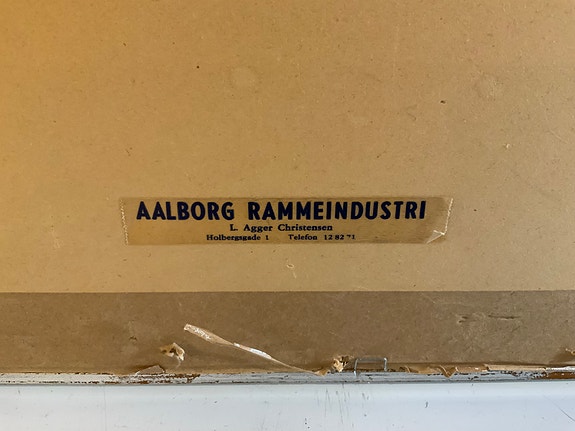 AALBORG RAMMEINDUSTRI
L. Agger Christensen
Holbergsgade 1 Telefon 12 82 71